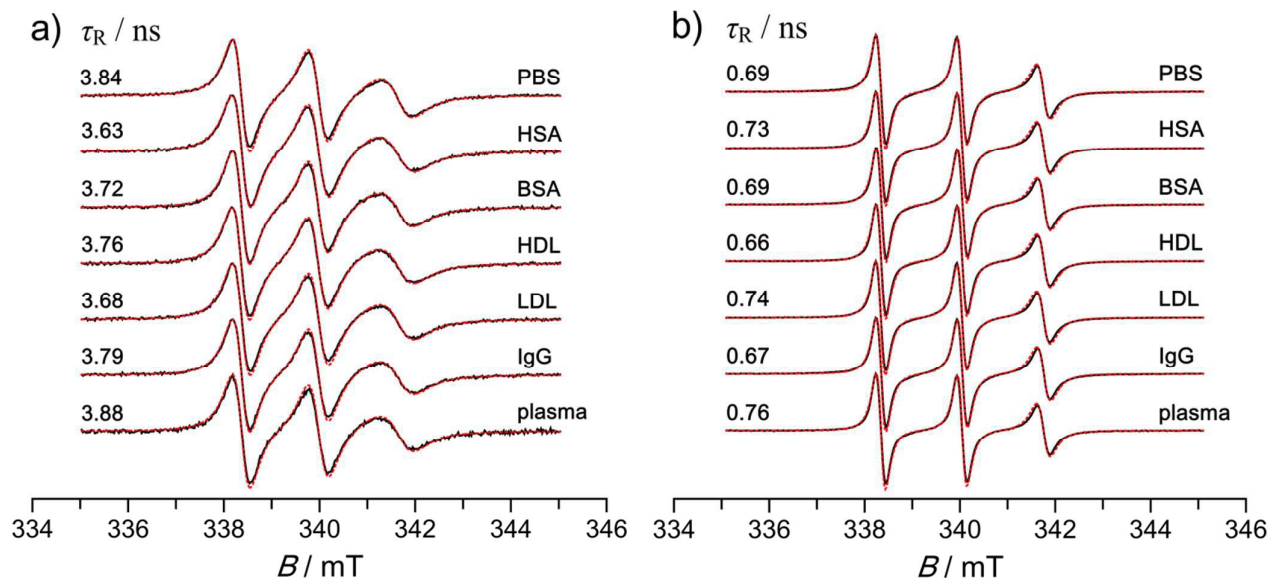 a) τR / ns
3.84 PBS
3.63 HSA
3.72 BSA
3.76 HDL
3.68 LDL
3.79 IgG
3.88 plasma
334 336 338 340 342 344 346
B / mT
b) τR / ns
0.69 PBS
0.73 HSA
0.69 BSA
0.66 HDL
0.74 LDL
0.67 IgG
0.76 plasma
334 336 338 340 342 344 346
B / mT